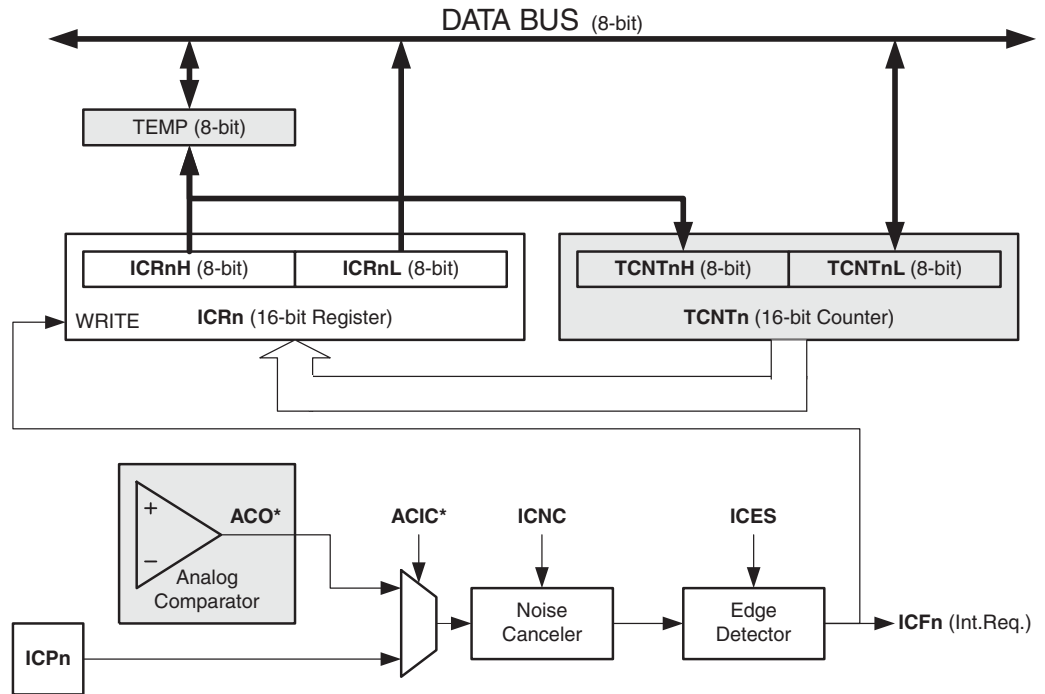 DATA BUS (8-bit)
TEMP (8-bit)
ICRnH (8-bit)
ICRnL (8-bit)
TCNTnH (8-bit)
TCNTnL (8-bit)
WRITE
ICRn (16-bit Register)
TCNTn (16-bit Counter)
+
−
ACO*
Analog
Comparator
ACIC*
ICNC
ICES
Noise
Canceler
Edge
Detector
ICFn (Int.Req.)
ICPn